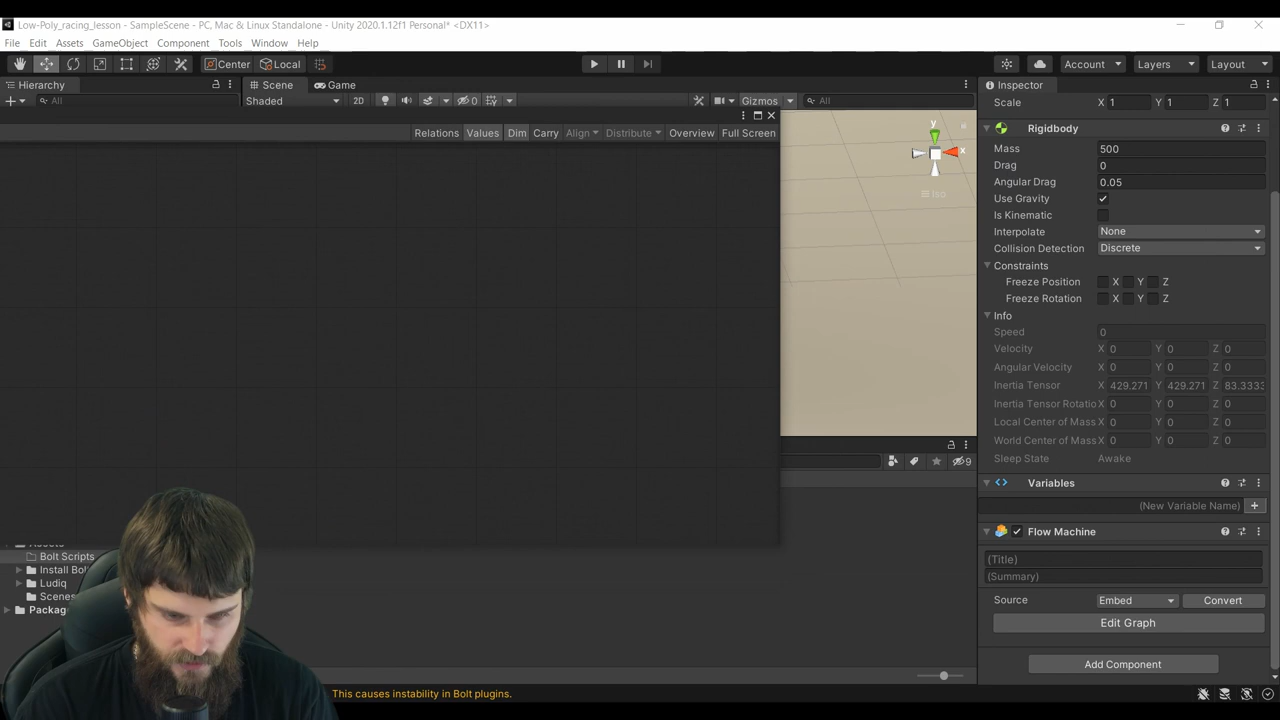 Low-Poly_racing_lesson - SampleScene - PC, Mac & Linux Standalone - Unity 2020.1.12f1 Personal* <DX11>
File Edit Assets GameObject Component Tools Window Help
Center Local Account Layers Layout
Hierarchy Scene Game Inspector
All Shaded 2D 0 Gizmos All Scale X 1 Y 1 Z 1
Relations Values Dim Carry Align Distribute Overview Full Screen
y
x
Iso
Rigidbody
Mass 500
Drag 0
Angular Drag 0.05
Use Gravity
Is Kinematic
Interpolate None
Collision Detection Discrete
Constraints
Freeze Position X Y Z
Freeze Rotation X Y Z
Info
Speed 0
Velocity X 0 Y 0 Z 0
Angular Velocity X 0 Y 0 Z 0
Inertia Tensor X 429.271 Y 429.271 Z 83.3333
Inertia Tensor Rotatio X 0 Y 0 Z 0
Local Center of Mass X 0 Y 0 Z 0
World Center of Mass X 0 Y 0 Z 0
Sleep State Awake
9
Variables
(New Variable Name)
Flow Machine
(Title)
(Summary)
Source Embed Convert
Edit Graph
Add Component
Bolt Scripts
Install Bol
Ludiq
Scenes
Packag
This causes instability in Bolt plugins.